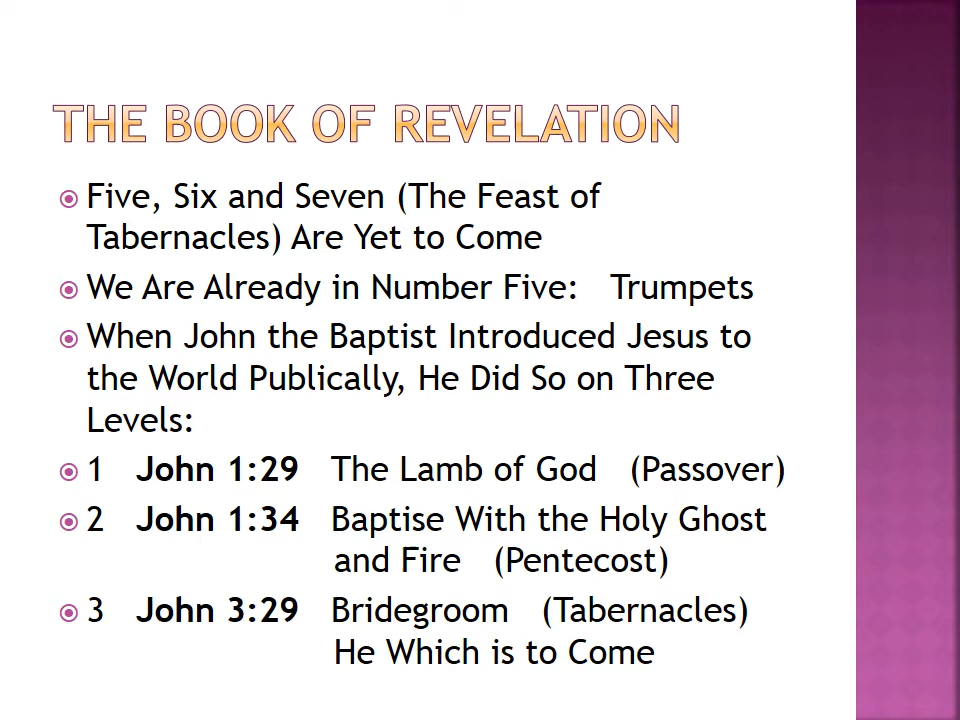 THE BOOK OF REVELATION
Five, Six and Seven (The Feast of
Tabernacles) Are Yet to Come
We Are Already in Number Five: Trumpets
When John the Baptist Introduced Jesus to
the World Publically, He Did So on Three
Levels:
1 John 1:29 The Lamb of God (Passover)
2 John 1:34 Baptise With the Holy Ghost
and Fire (Pentecost)
3 John 3:29 Bridegroom (Tabernacles)
He Which is to Come